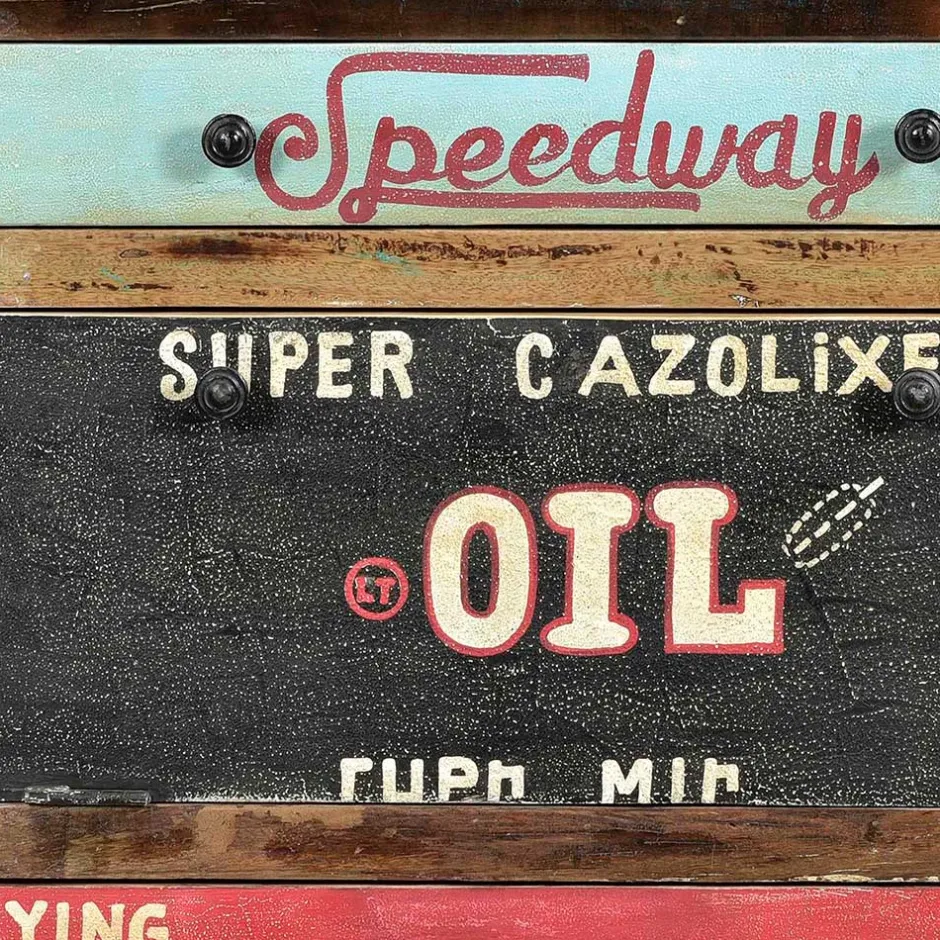 Speedway
SUPER CAZOLiXE
LT OIL
YING